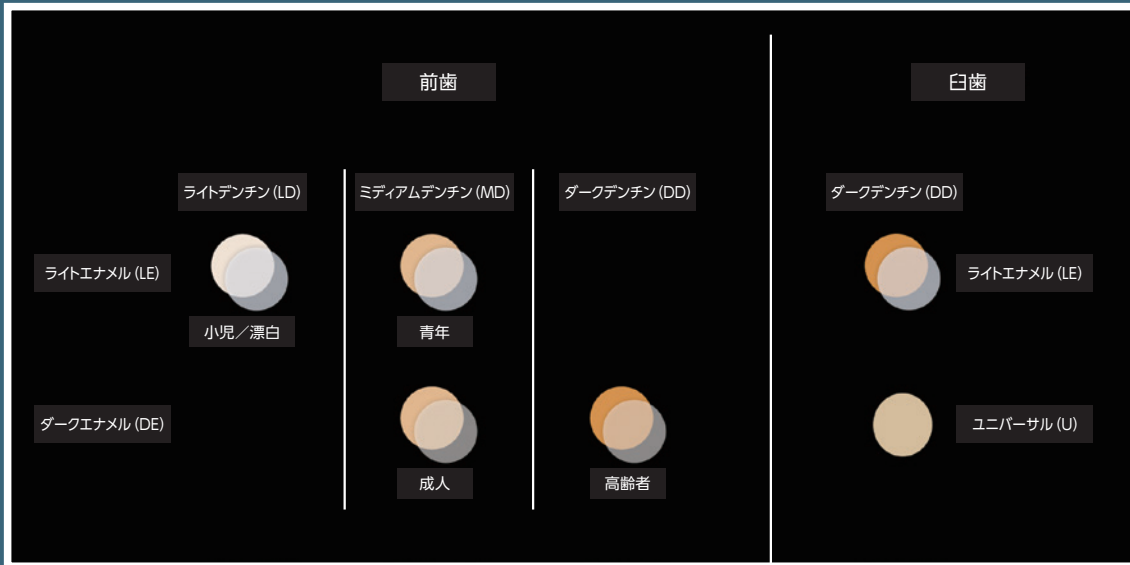 前歯
臼歯
ライトデンチン(LD)
ミディアムデンチン(MD)
ダークデンチン(DD)
ダークデンチン(DD)
ライトエナメル(LE)
ライトエナメル(LE)
小児／漂白
青年
ダークエナメル(DE)
ユニバーサル(U)
成人
高齢者